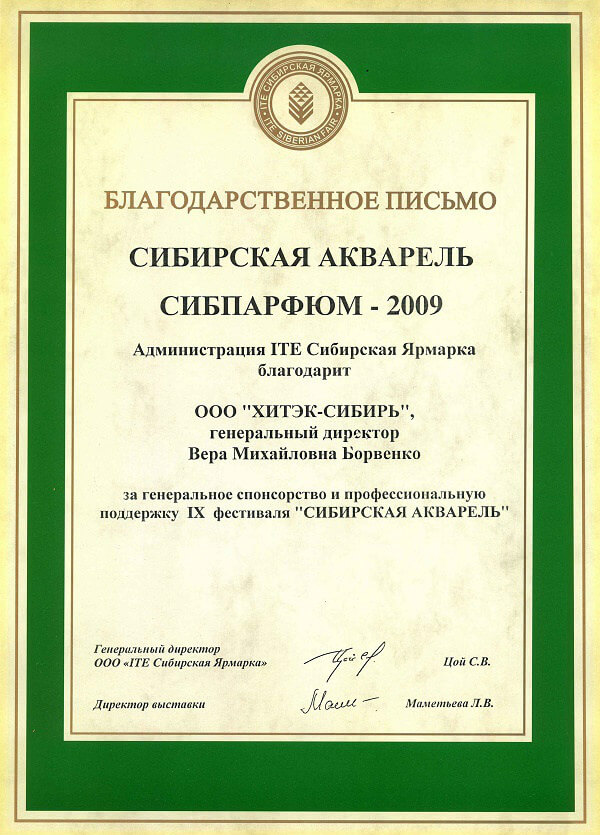 ITE СИБИРСКАЯ ЯРМАРКА
ITE SIBERIAN FAIR
БЛАГОДАРСТВЕННОЕ ПИСЬМО
СИБИРСКАЯ АКВАРЕЛЬ
СИБПАРФЮМ - 2009
Администрация ITE Сибирская Ярмарка
благодарит
ООО "ХИТЭК-СИБИРЬ",
генеральный директор
Вера Михайловна Борвенко
за генеральное спонсорство и профессиональную
поддержку IX фестиваля "СИБИРСКАЯ АКВАРЕЛЬ"
Генеральный директор
ООО «ITE Сибирская Ярмарка»
Цой С.В.
Директор выставки
Маметьева Л.В.